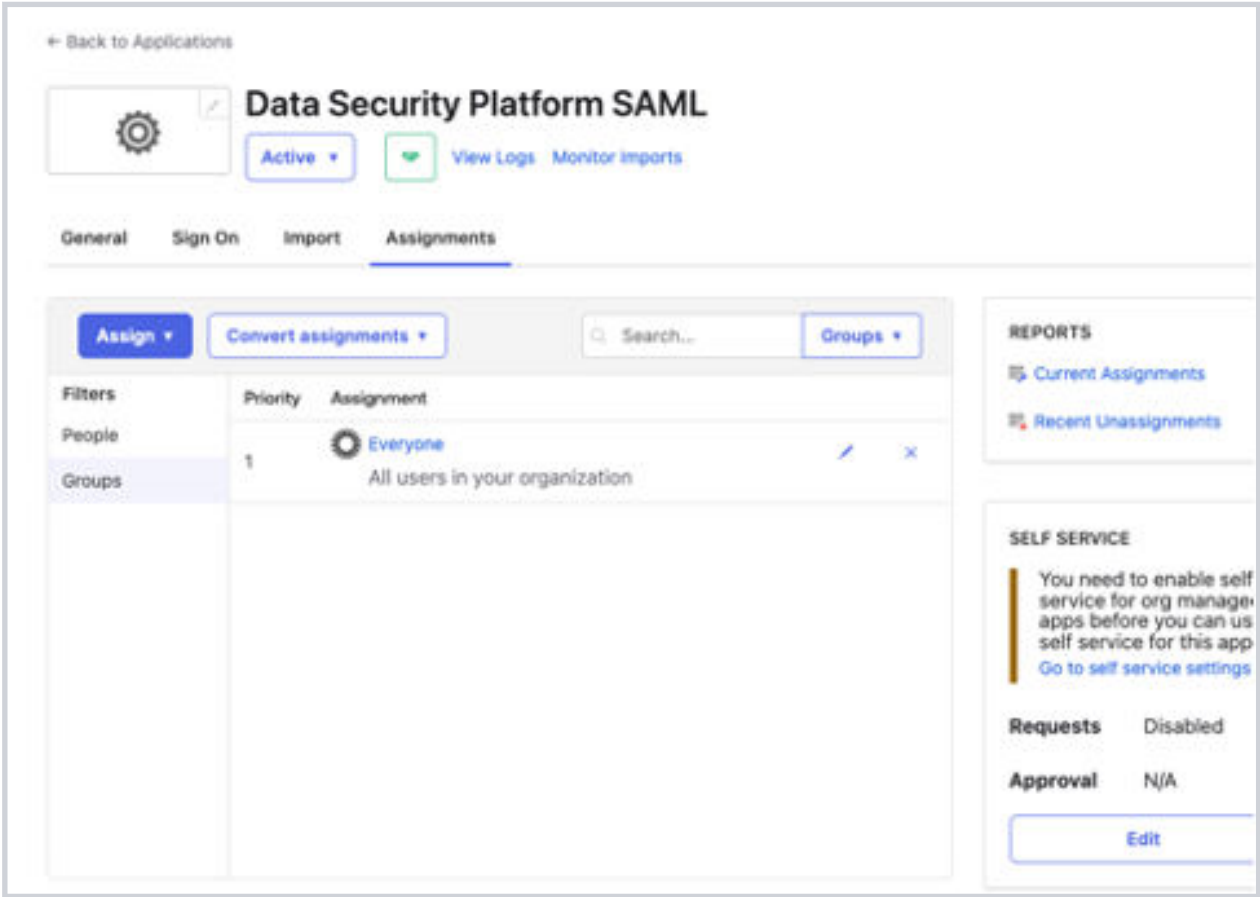 ← Back to Applications
Data Security Platform SAML
Active ▾
View Logs Monitor Imports
General Sign On Import Assignments
Assign ▾ Convert assignments ▾ Search... Groups ▾
Filters
People
Groups
Priority Assignment
1
Everyone
All users in your organization
REPORTS
Current Assignments
Recent Unassignments
SELF SERVICE
You need to enable self
service for org manage
apps before you can us
self service for this app
Go to self service settings
Requests Disabled
Approval N/A
Edit